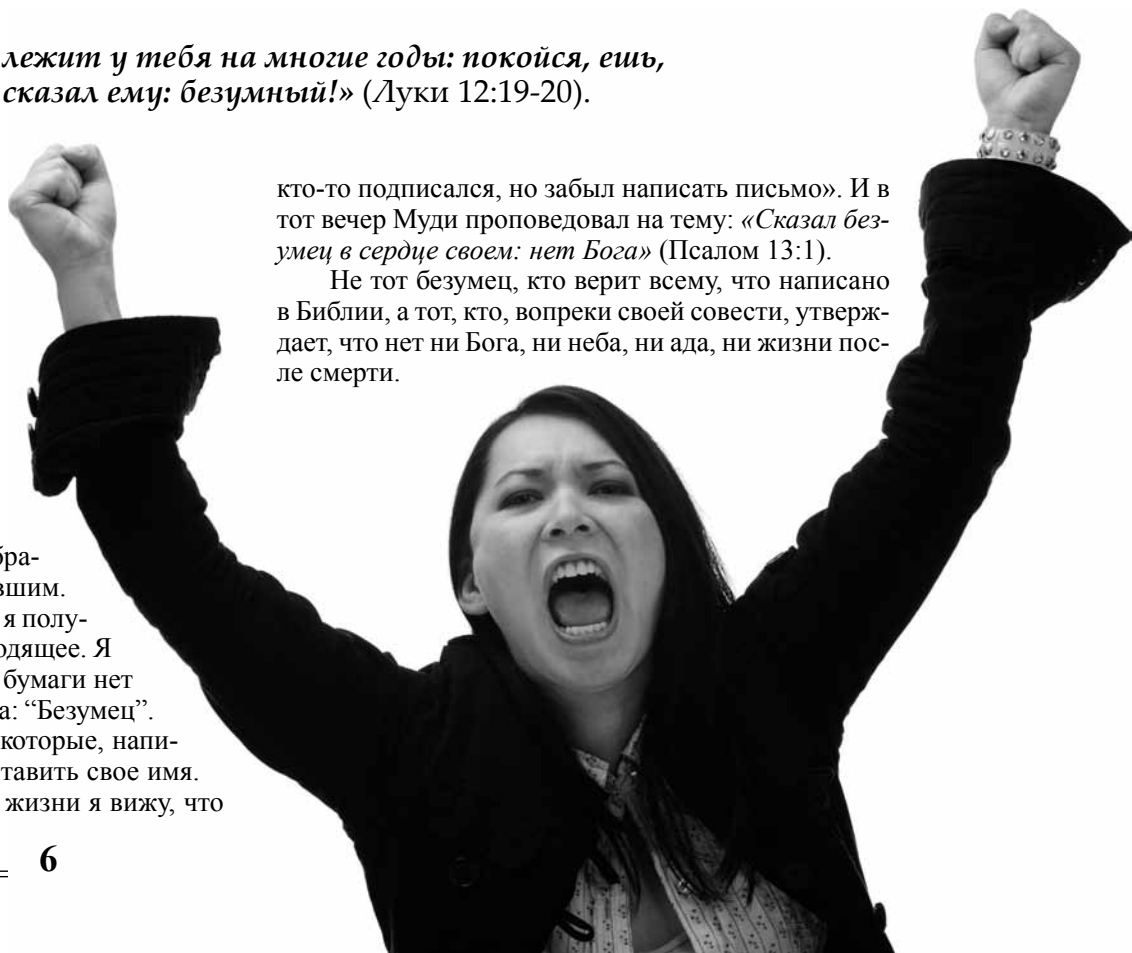 лежит у тебя на многие годы: покойся, ешь,
сказал ему: безумный!» (Луки 12:19-20).
бра-
вшим.
я полу-
одящее. Я
бумаги нет
а: “Безумец”.
которые, напи-
тавить свое имя.
жизни я вижу, что
кто-то подписался, но забыл написать письмо». И в
тот вечер Муди проповедовал на тему: «Сказал без-
умец в сердце своем: нет Бога» (Псалом 13:1).
Не тот безумец, кто верит всему, что написано
в Библии, а тот, кто, вопреки своей совести, утверж-
дает, что нет ни Бога, ни неба, ни ада, ни жизни пос-
ле смерти.
6